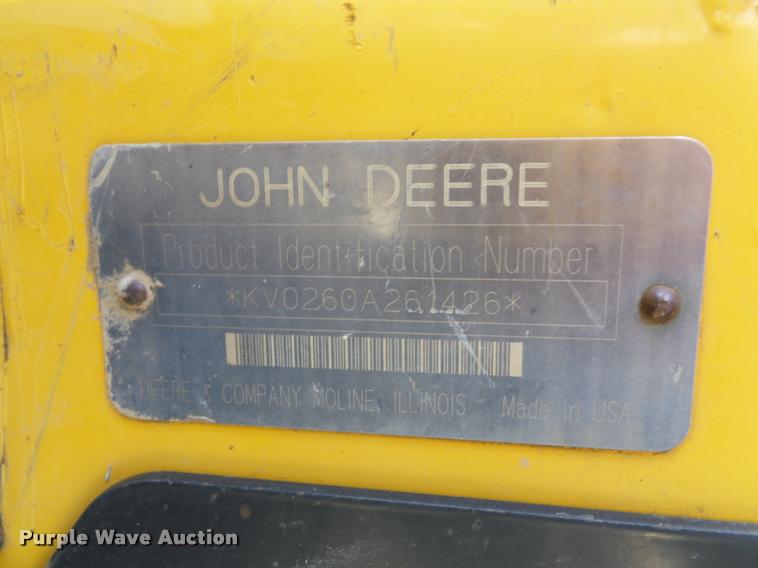 JOHN DEERE
Product Identification Number
*KV0260A261426*
DEERE & COMPANY MOLINE, ILLINOIS Made in USA
Purple Wave Auction